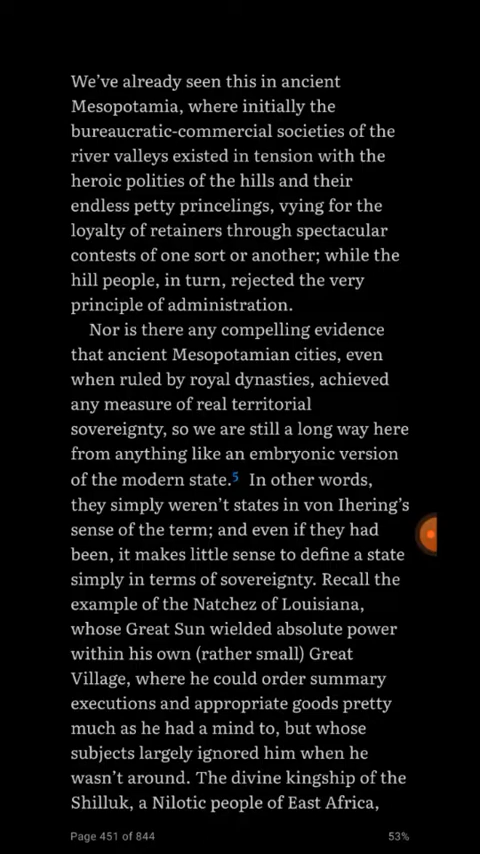 We’ve already seen this in ancient
Mesopotamia, where initially the
bureaucratic-commercial societies of the
river valleys existed in tension with the
heroic polities of the hills and their
endless petty princelings, vying for the
loyalty of retainers through spectacular
contests of one sort or another; while the
hill people, in turn, rejected the very
principle of administration.
Nor is there any compelling evidence
that ancient Mesopotamian cities, even
when ruled by royal dynasties, achieved
any measure of real territorial
sovereignty, so we are still a long way here
from anything like an embryonic version
of the modern state.5 In other words,
they simply weren’t states in von Ihering’s
sense of the term; and even if they had
been, it makes little sense to define a state
simply in terms of sovereignty. Recall the
example of the Natchez of Louisiana,
whose Great Sun wielded absolute power
within his own (rather small) Great
Village, where he could order summary
executions and appropriate goods pretty
much as he had a mind to, but whose
subjects largely ignored him when he
wasn’t around. The divine kingship of the
Shilluk, a Nilotic people of East Africa,
Page 451 of 844 53%